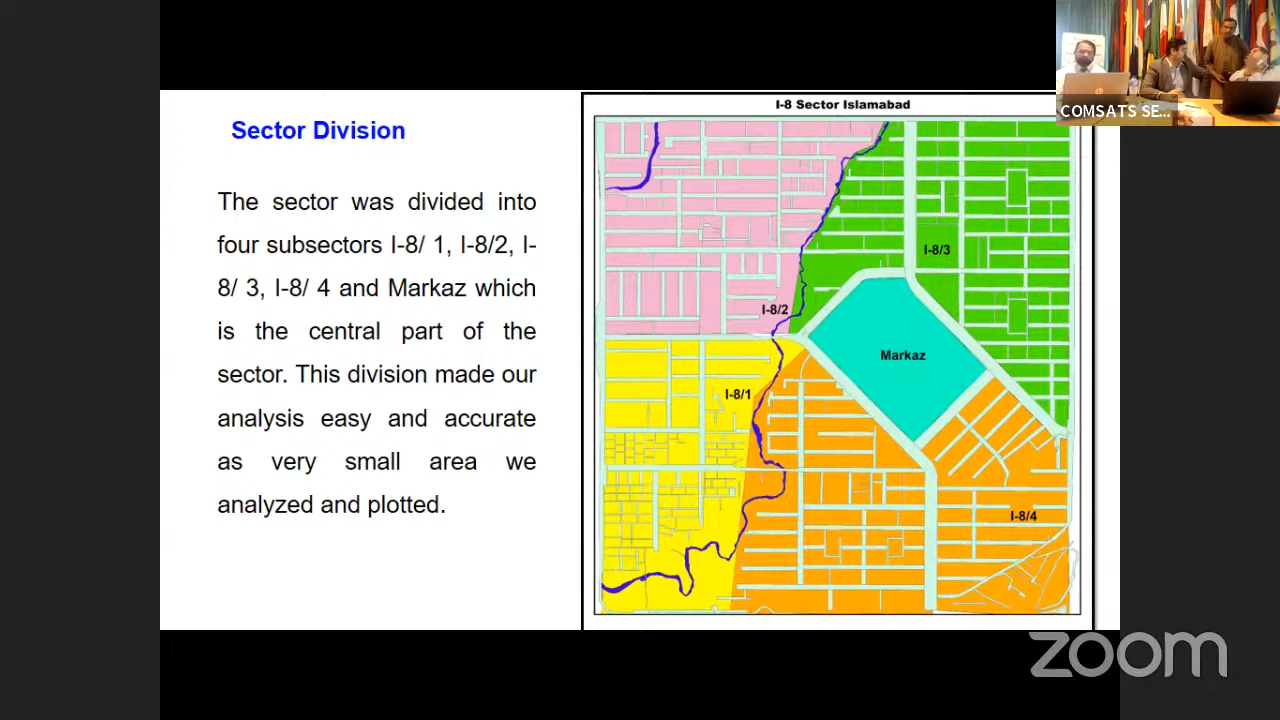 Sector Division
The sector was divided into
four subsectors I-8/ 1, I-8/2, I-
8/ 3, I-8/ 4 and Markaz which
is the central part of the
sector. This division made our
analysis easy and accurate
as very small area we
analyzed and plotted.
I-8 Sector Islamabad
I-8/3
I-8/2
Markaz
I-8/1
I-8/4
COMSATS SE...
zoom